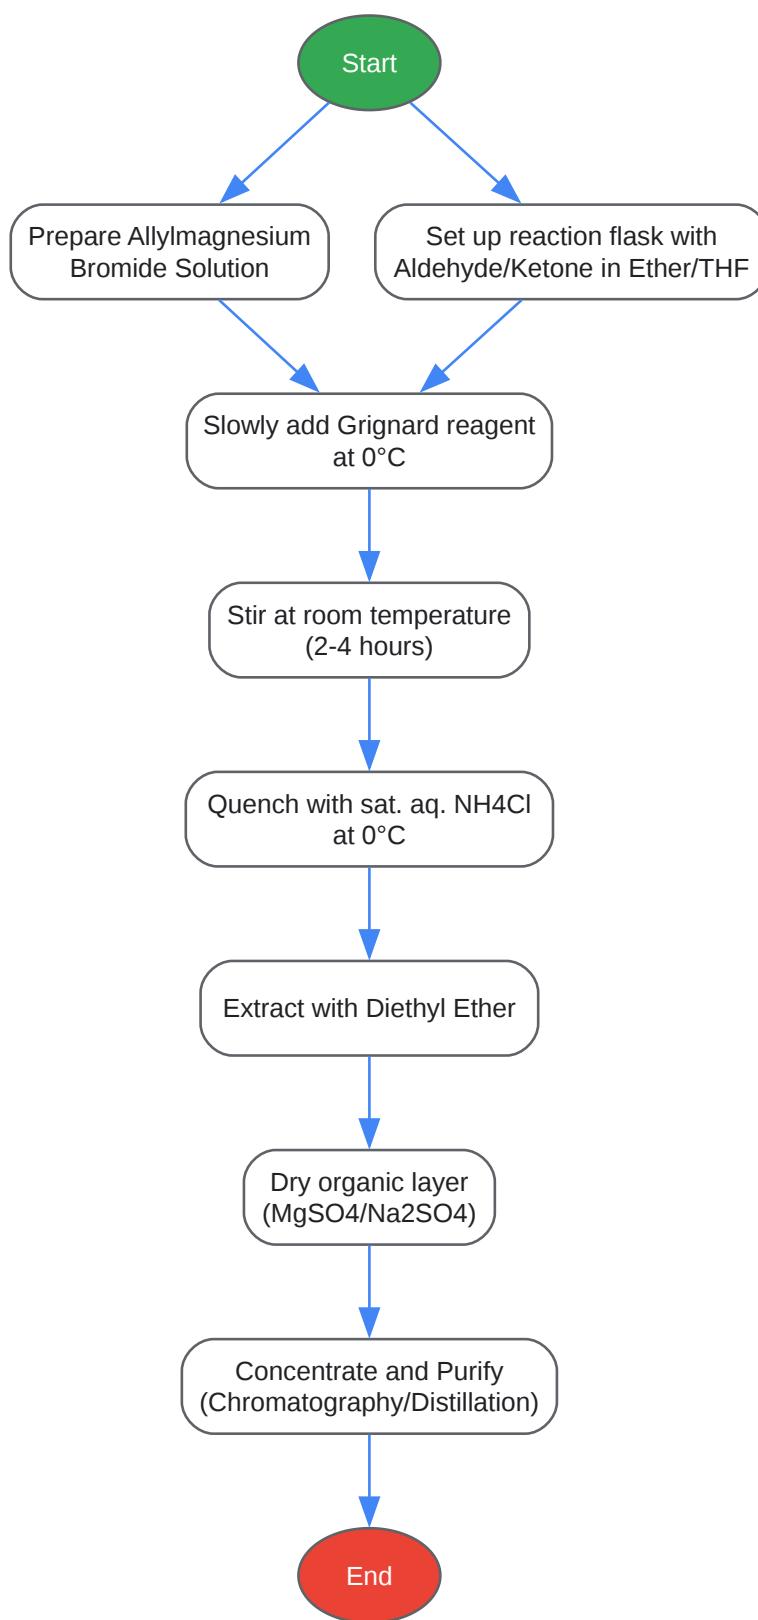 Start
Prepare Allylmagnesium
Bromide Solution
Set up reaction flask with
Aldehyde/Ketone in Ether/THF
Slowly add Grignard reagent
at 0°C
Stir at room temperature
(2-4 hours)
Quench with sat. aq. NH4Cl
at 0°C
Extract with Diethyl Ether
Dry organic layer
(MgSO4/Na2SO4)
Concentrate and Purify
(Chromatography/Distillation)
End